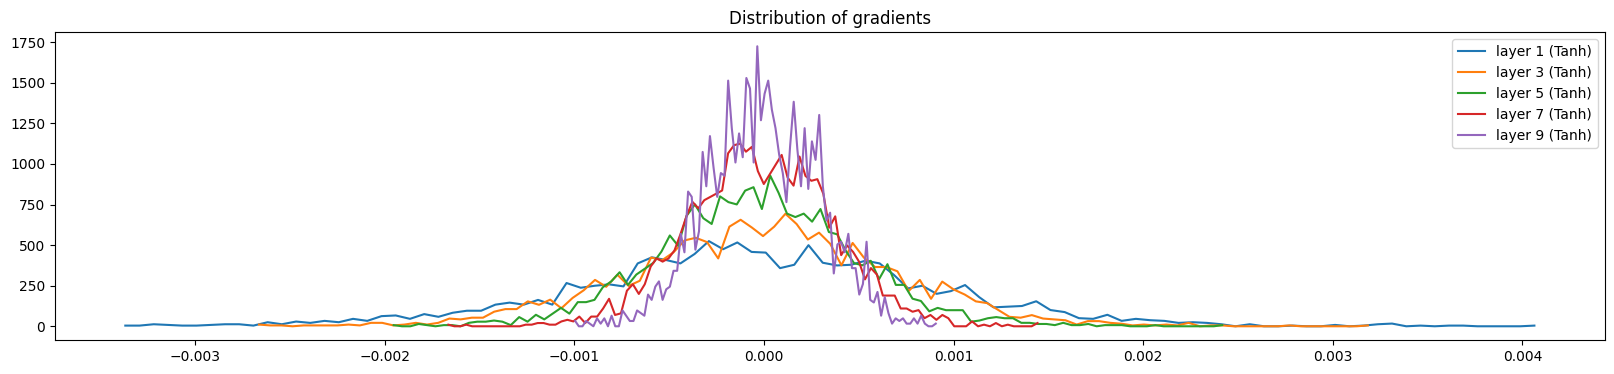 Distribution of gradients
1750
1500
1250
1000
750
500
250
0
−0.003
−0.002
−0.001
0.000
0.001
0.002
0.003
0.004
layer 1 (Tanh)
layer 3 (Tanh)
layer 5 (Tanh)
layer 7 (Tanh)
layer 9 (Tanh)